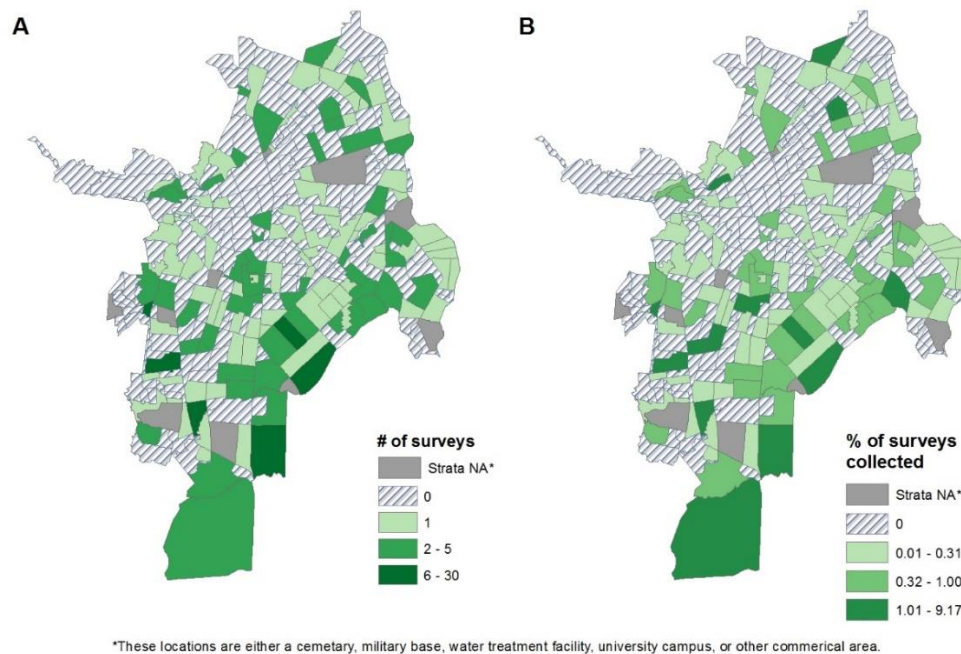 A
B
# of surveys
Strata NA*
0
1
2 - 5
6 - 30
% of surveys
collected
Strata NA*
0
0.01 - 0.31
0.32 - 1.00
1.01 - 9.17
*These locations are either a cemetary, military base, water treatment facility, university campus, or other commerical area.